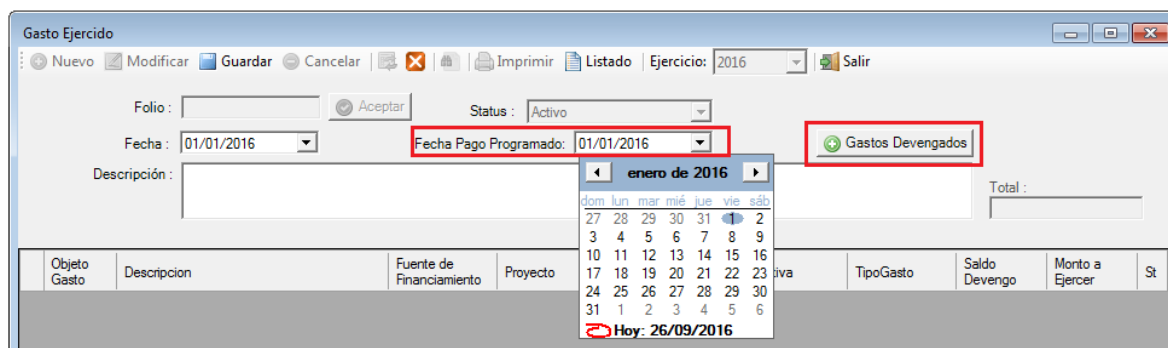 Gasto Ejercido
Nuevo Modificar Guardar Cancelar Imprimir Listado Ejercicio: 2016 Salir
Folio : Aceptar Status : Activo
Fecha : 01/01/2016 Fecha Pago Programado: 01/01/2016 Gastos Devengados
Descripción : Total :
enero de 2016
dom lun mar mié jue vie sáb
27 28 29 30 31 1 2
3 4 5 6 7 8 9
10 11 12 13 14 15 16
17 18 19 20 21 22 23
24 25 26 27 28 29 30
31 1 2 3 4 5 6
Hoy: 26/09/2016
Objeto Gasto Descripcion Fuente de Financiamiento Proyecto tiva TipoGasto Saldo Devengo Monto a Ejercer St